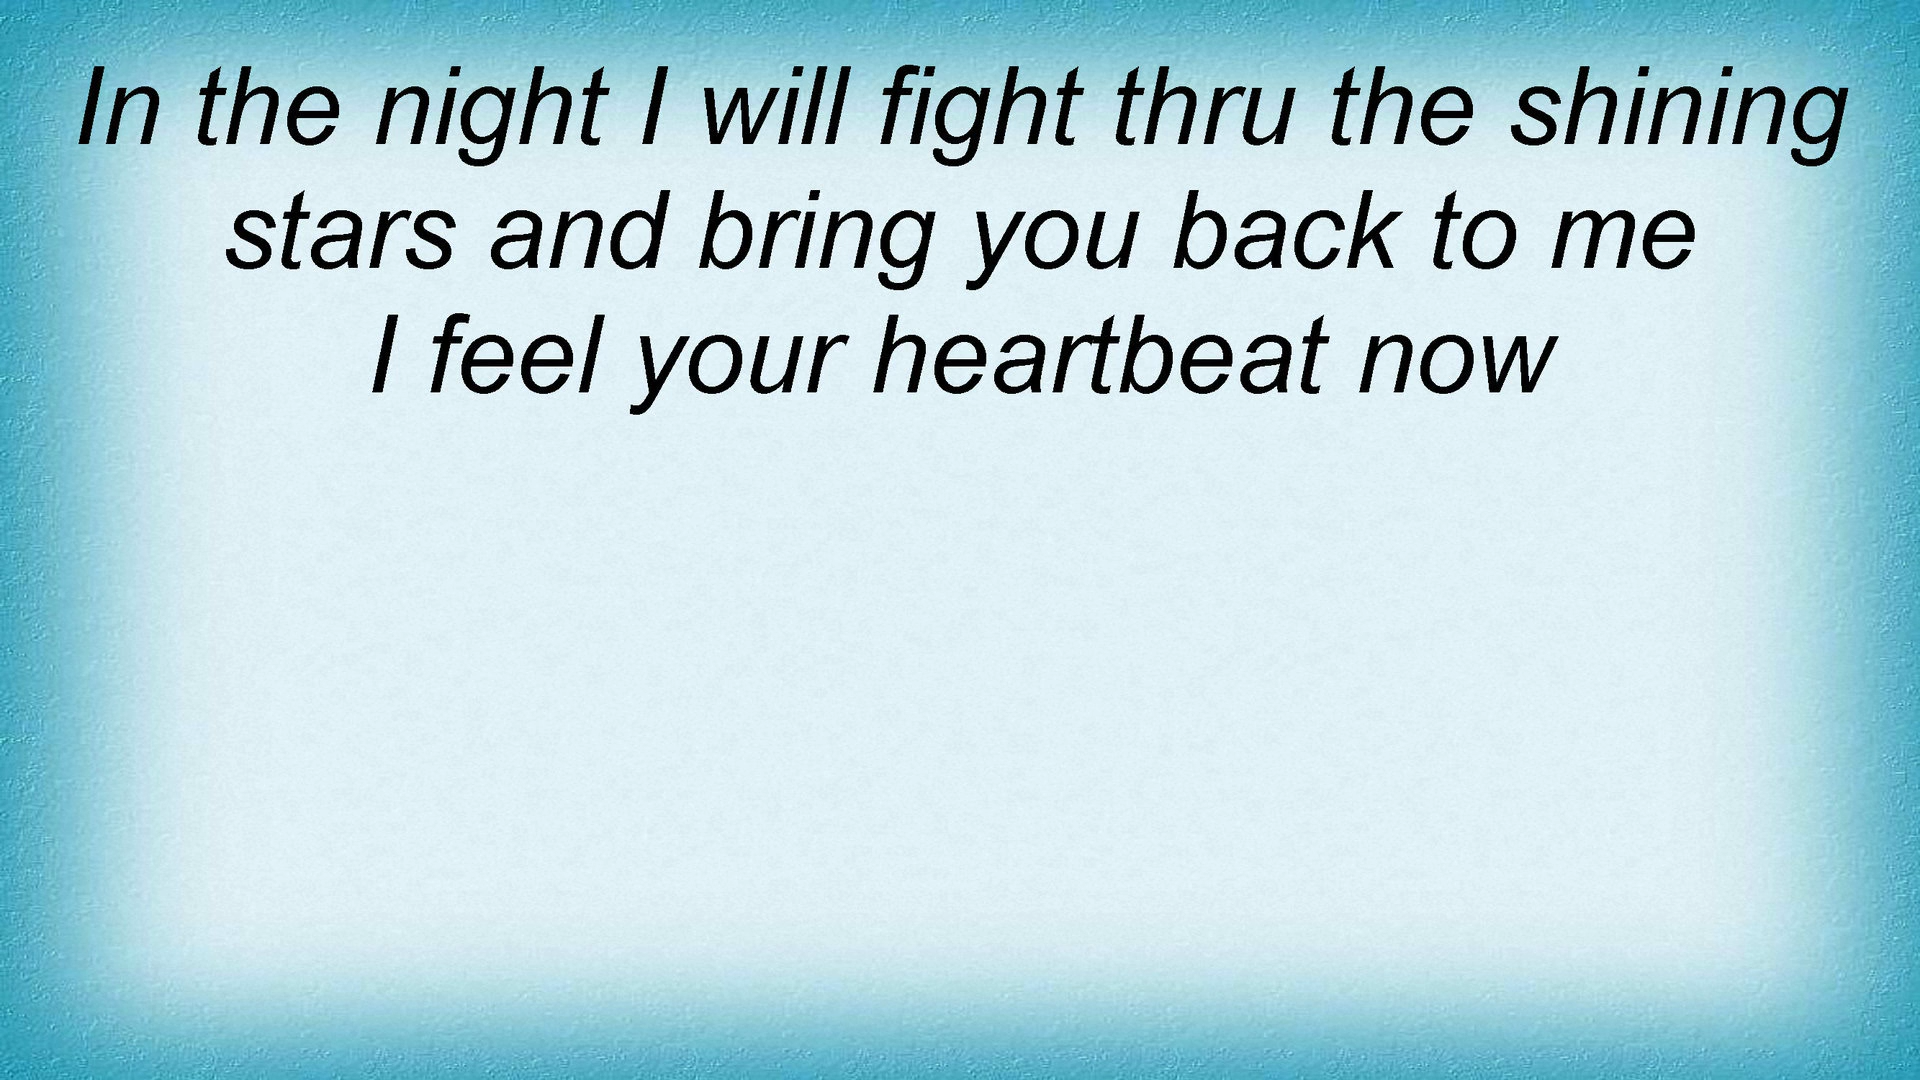 In the night I will fight thru the shining
stars and bring you back to me
I feel your heartbeat now